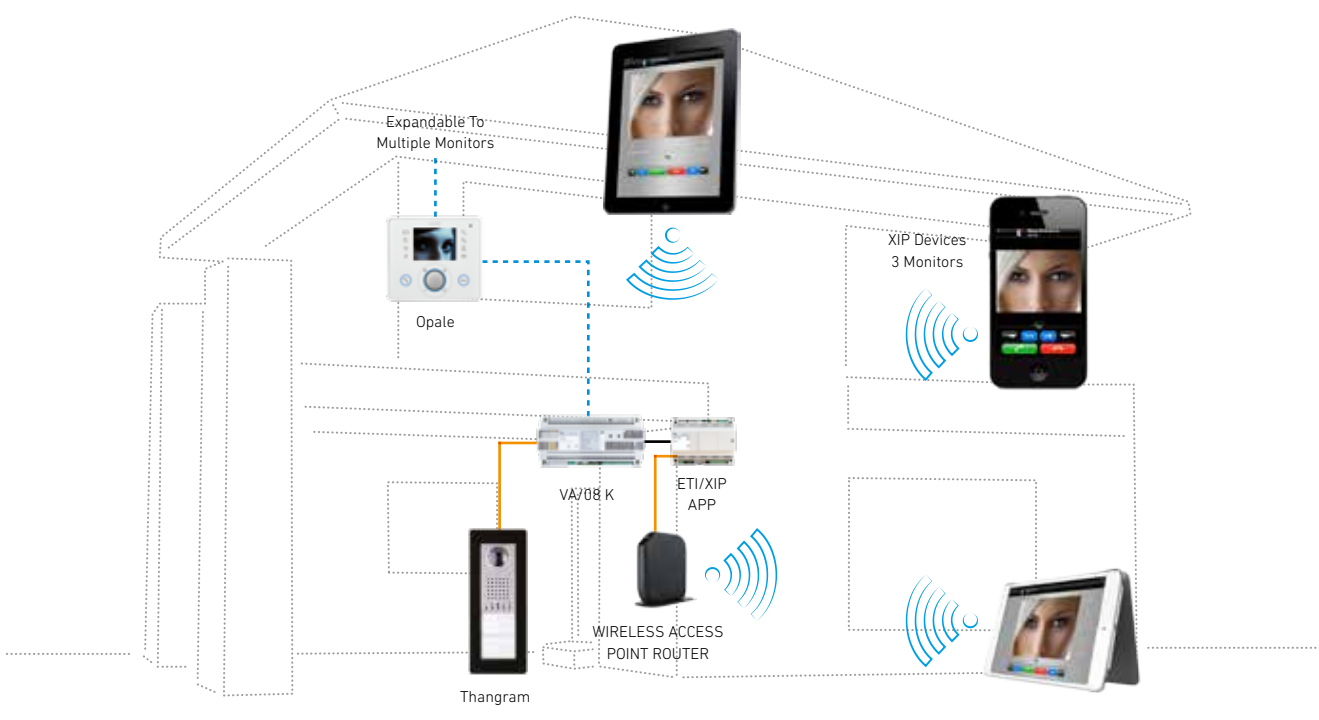 Expandable To
Multiple Monitors
XIP Devices
3 Monitors
Opale
VA/08 K
ETI/XIP
APP
WIRELESS ACCESS
POINT ROUTER
Thangram